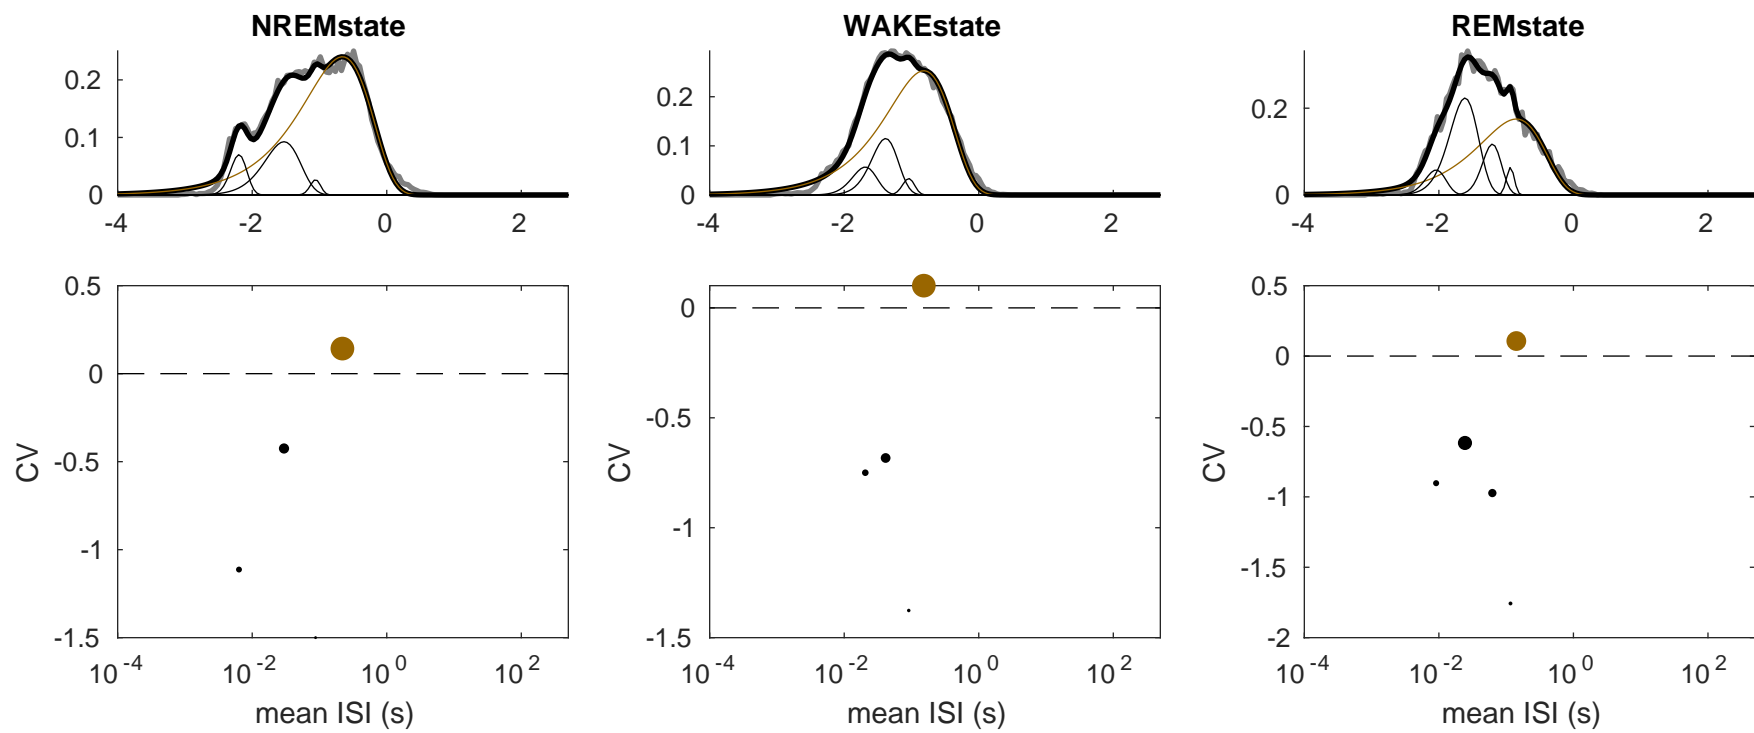 NREMstate WAKEstate REMstate
0.2 0.2 0.2
0.1 0.1
0 0 0
-4 -2 0 2 -4 -2 0 2 -4 -2 0 2
0.5 0 0.5
0 -0.5 0
-0.5 -1 -0.5
-1 -1.5 -1
-1.5 -1.5
-2
CV CV CV
10^-4 10^-2 10^0 10^2 10^-4 10^-2 10^0 10^2 10^-4 10^-2 10^0 10^2
mean ISI (s) mean ISI (s) mean ISI (s)